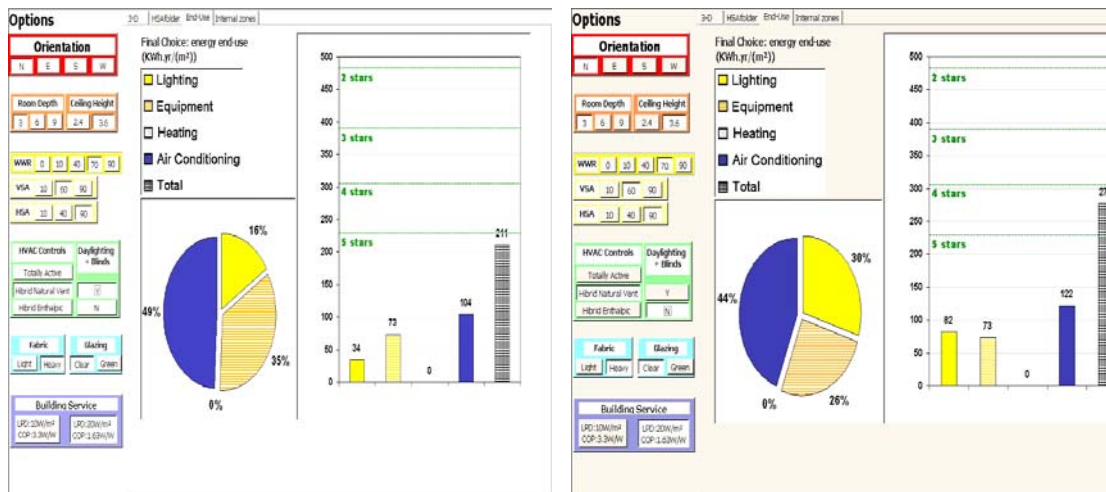 Options
3-D HSAfolder End-Use Internal zones
Orientation
N E S W
Room Depth Ceiling Height
3 6 9 2.4 3.6
WWR 0 10 40 70 90
VSA 10 60 90
HSA 10 40 90
HVAC Controls
Daylighting + Blinds
Totally Active
Hibrid Natural Vent Y
Hibrid Enthalpic N
Fabric Glazing
Light Heavy Clear Green
Building Service
LPD:10W/m² LPD:20W/m²
COP:3.3W/W COP:1.63W/W
Final Choice: energy end-use
(KWh.yr/(m²))
Lighting
Equipment
Heating
Air Conditioning
Total
16%
49%
35%
0%
500
450
400
350
300
250
200
150
100
50
0
2 stars
3 stars
4 stars
5 stars
34
73
0
104
211
Options
3-D HSAfolder End-Use Internal zones
Orientation
N E S W
Room Depth Ceiling Height
3 6 9 2.4 3.6
WWR 0 10 40 70 90
VSA 10 60 90
HSA 10 40 90
HVAC Controls
Daylighting + Blinds
Totally Active
Hibrid Natural Vent Y
Hibrid Enthalpic N
Fabric Glazing
Light Heavy Clear Green
Building Service
LPD:10W/m² LPD:20W/m²
COP:3.3W/W COP:1.63W/W
Final Choice: energy end-use
(KWh.yr/(m²))
Lighting
Equipment
Heating
Air Conditioning
Total
30%
44%
0%
26%
500
450
400
350
300
250
200
150
100
50
0
2 stars
3 stars
4 stars
5 stars
82
73
0
122